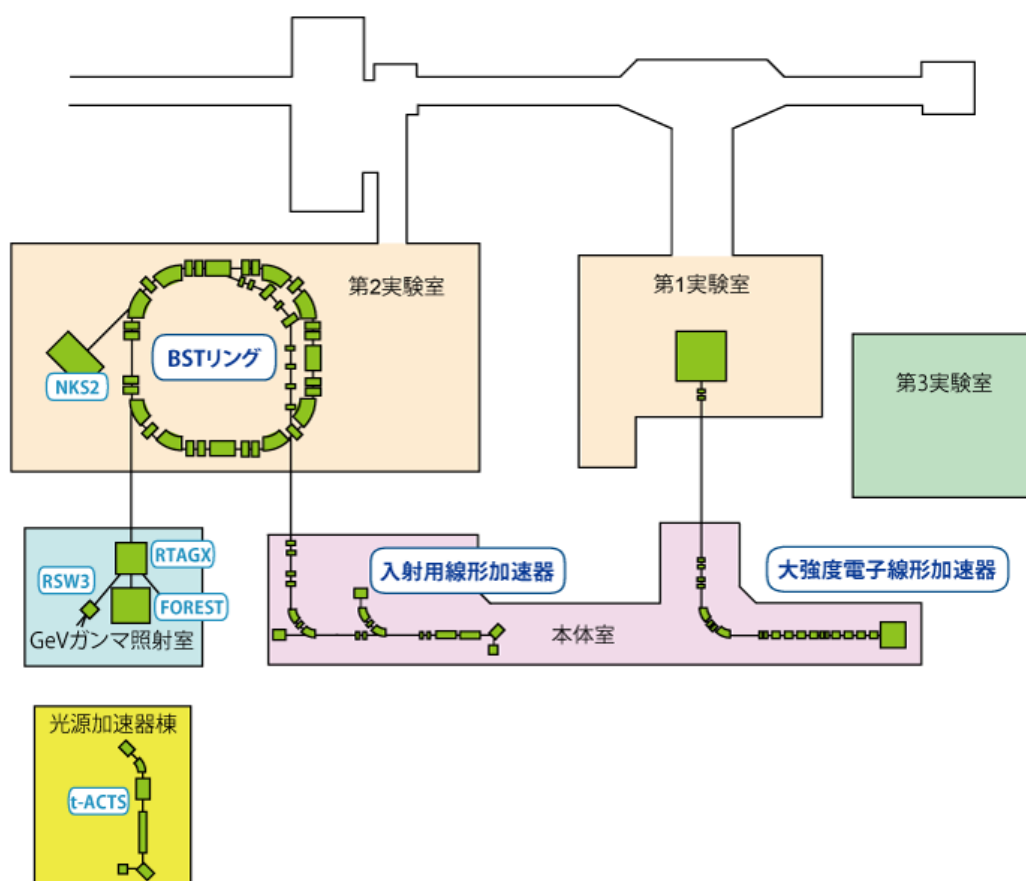 第2実験室
第1実験室
BSTリング
NKS2
第3実験室
RTAGX
入射用線形加速器
大強度電子線形加速器
RSW3
FOREST
GeVガンマ照射室
本体室
光源加速器棟
t-ACTS